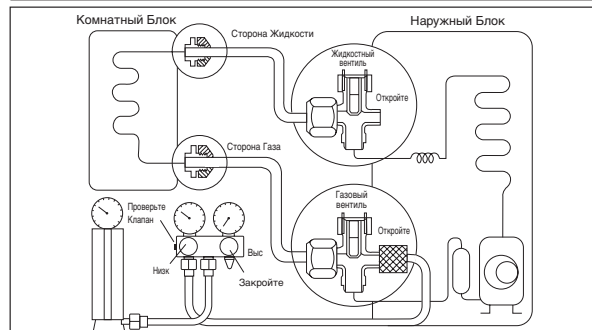 Комнатный Блок
Наружный Блок
Сторона Жидкости
Жидкостный
вентиль
Откройте
Сторона Газа
Газовый
вентиль
Откройте
Проверьте
Клапан
Низк
Выс
Закройте